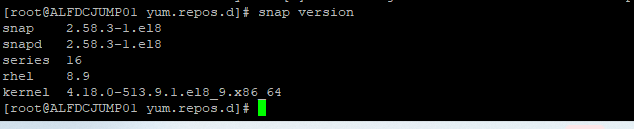 [root@ALFDCJUMP01 yum.repos.d]# snap version
snap    2.58.3-1.el8
snapd   2.58.3-1.el8
series  16
rhel    8.9
kernel  4.18.0-513.9.1.el8_9.x86_64
[root@ALFDCJUMP01 yum.repos.d]#